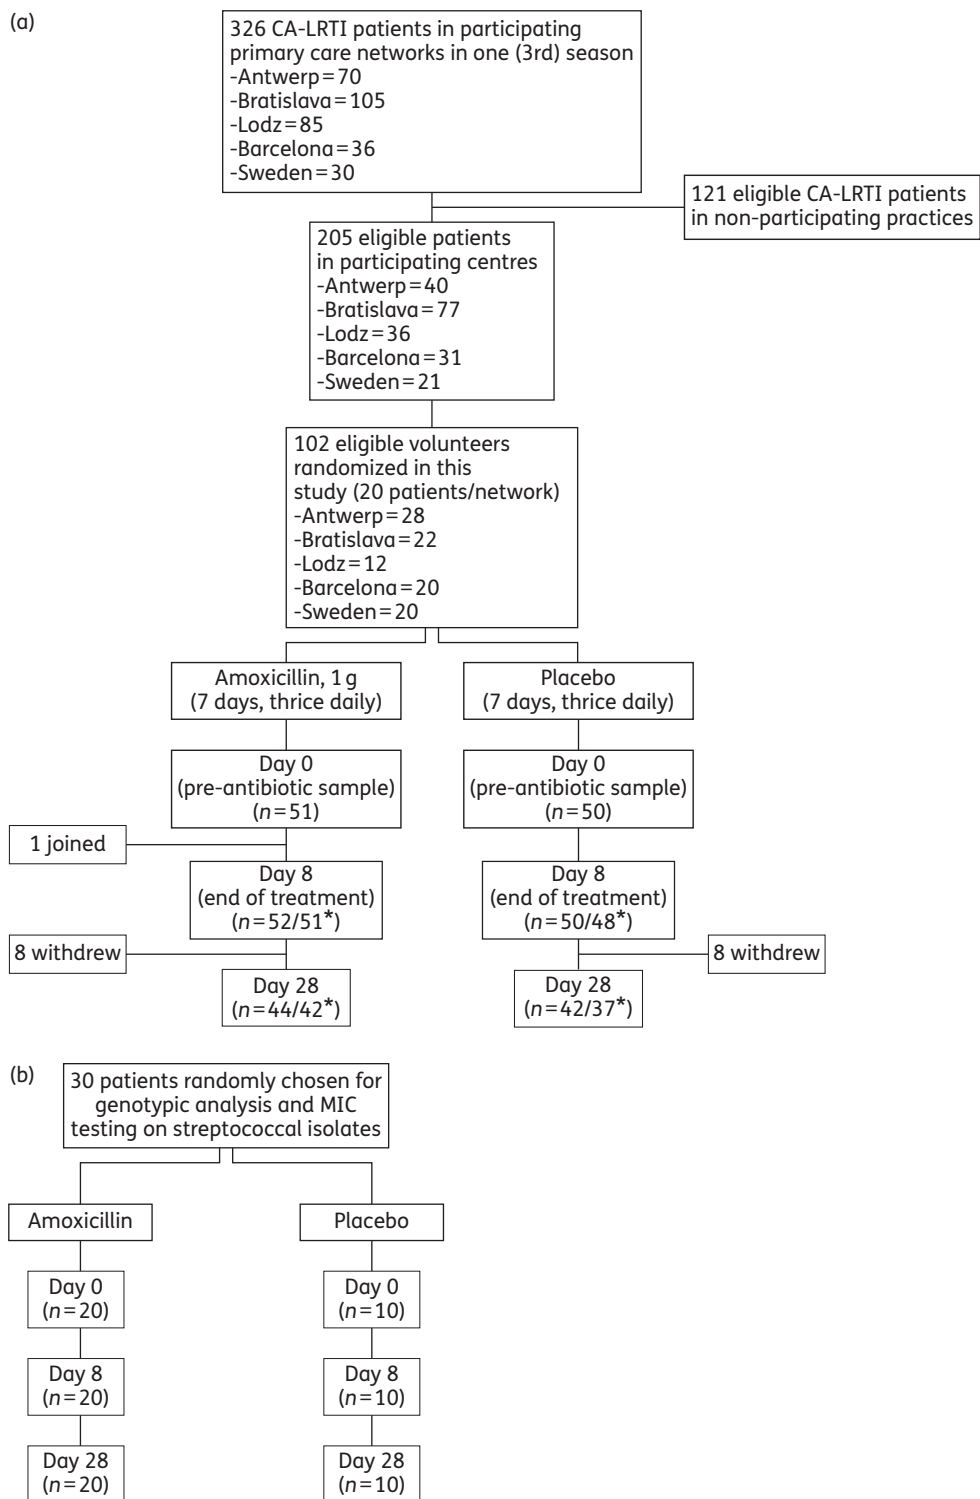 (a)
326 CA-LRTI patients in participating
primary care networks in one (3rd) season
-Antwerp=70
-Bratislava=105
-Lodz=85
-Barcelona=36
-Sweden=30
121 eligible CA-LRTI patients
in non-participating practices
205 eligible patients
in participating centres
-Antwerp=40
-Bratislava=77
-Lodz=36
-Barcelona=31
-Sweden=21
102 eligible volunteers
randomized in this
study (20 patients/network)
-Antwerp=28
-Bratislava=22
-Lodz=12
-Barcelona=20
-Sweden=20
Amoxicillin, 1 g
(7 days, thrice daily)
Placebo
(7 days, thrice daily)
Day 0
(pre-antibiotic sample)
(n=51)
Day 0
(pre-antibiotic sample)
(n=50)
1 joined
Day 8
(end of treatment)
(n=52/51*)
Day 8
(end of treatment)
(n=50/48*)
8 withdrew
8 withdrew
Day 28
(n=44/42*)
Day 28
(n=42/37*)
(b)
30 patients randomly chosen for
genotypic analysis and MIC
testing on streptococcal isolates
Amoxicillin
Placebo
Day 0
(n=20)
Day 0
(n=10)
Day 8
(n=20)
Day 8
(n=10)
Day 28
(n=20)
Day 28
(n=10)